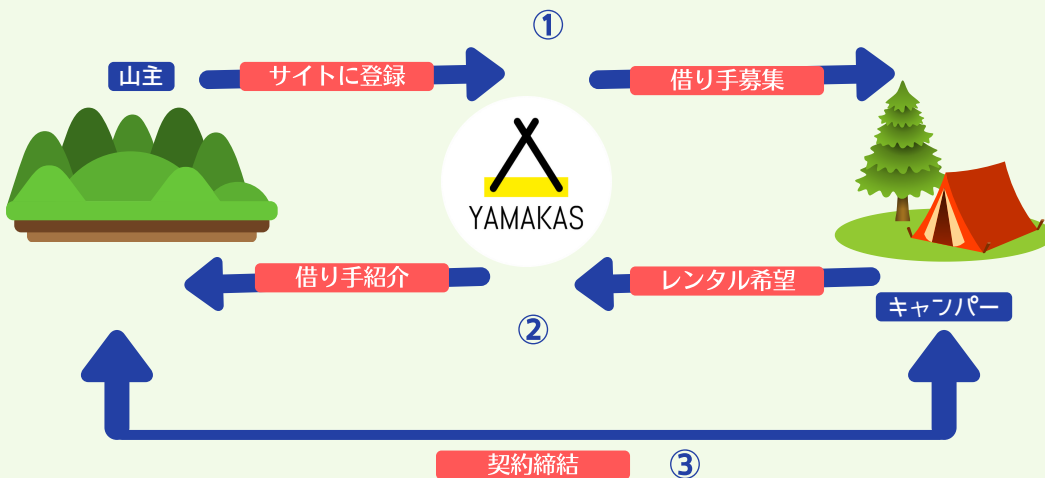 ①
山主
サイトに登録
借り手募集
YAMAKAS
借り手紹介
レンタル希望
キャンパー
②
契約締結
③